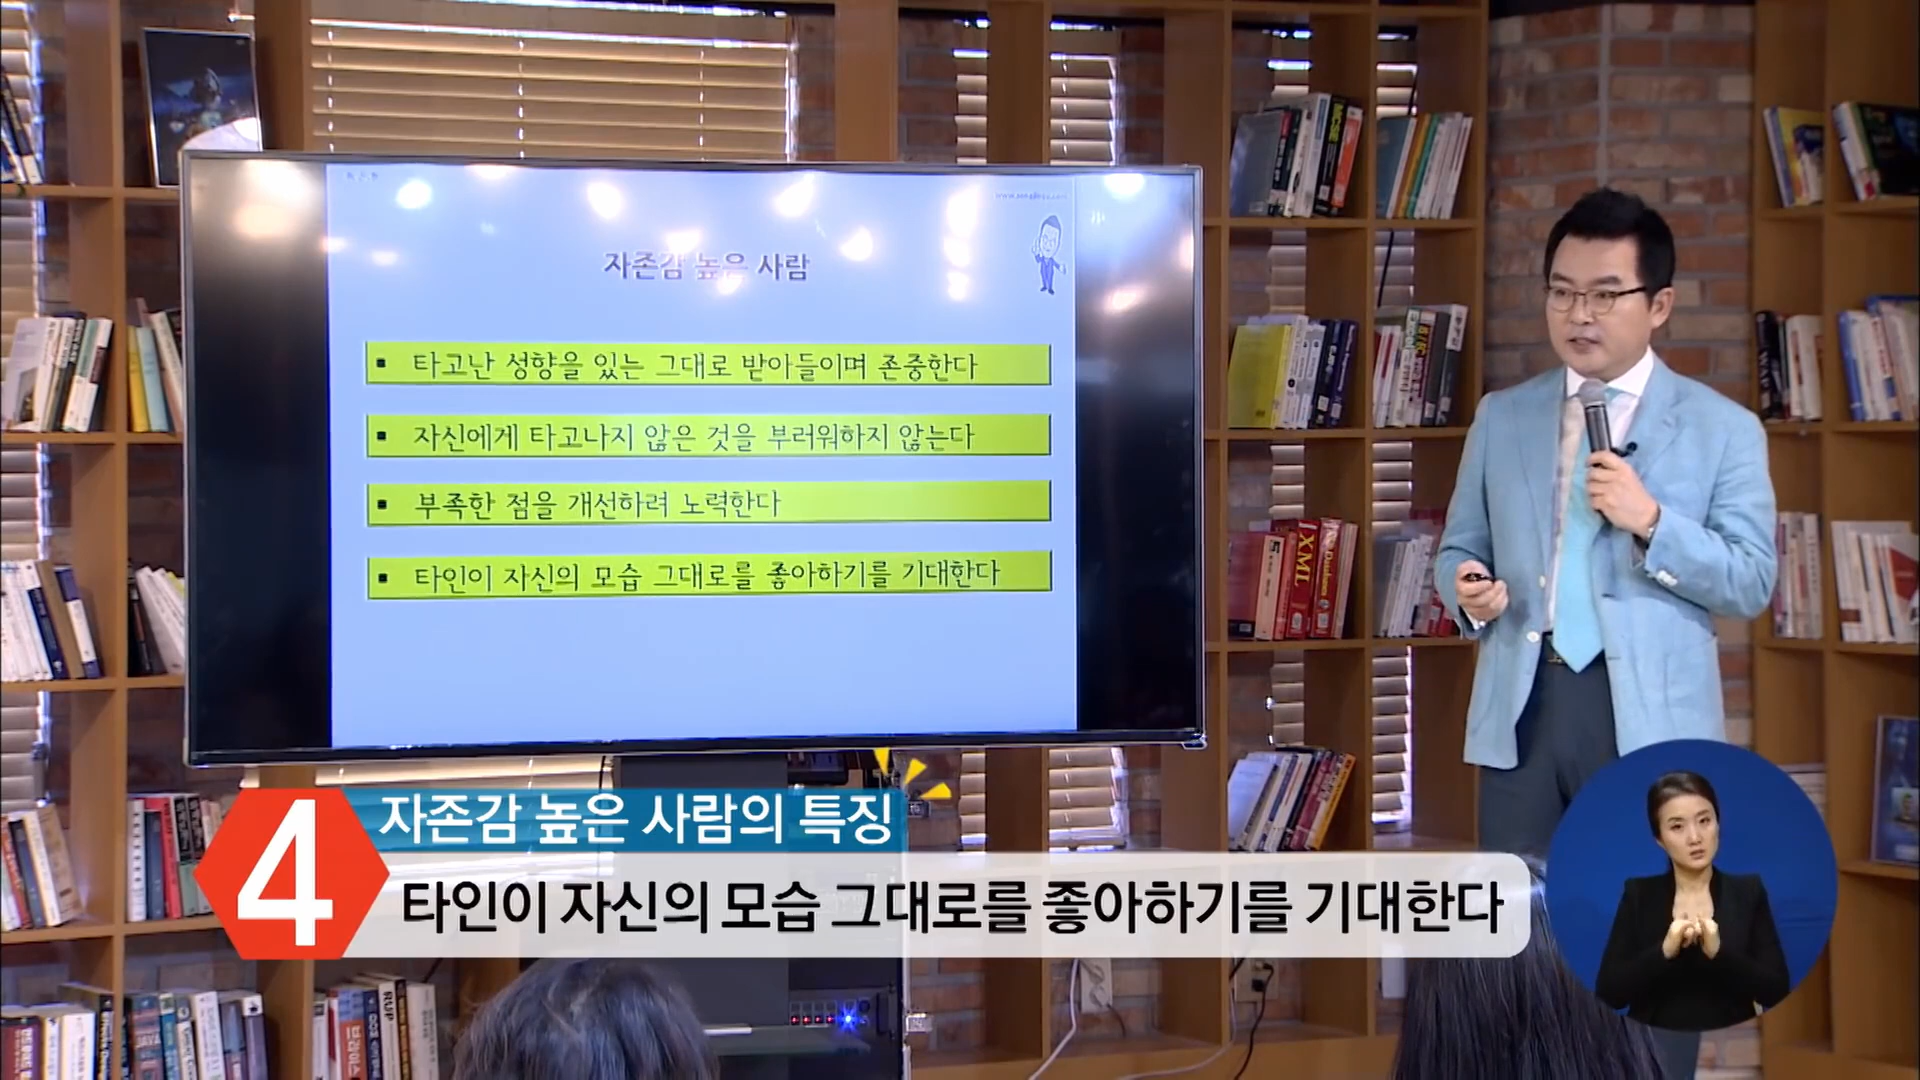 자존감 높은 사람
▪ 타고난 성향을 있는 그대로 받아들이며 존중한다
▪ 자신에게 타고나지 않은 것을 부러워하지 않는다
▪ 부족한 점을 개선하려 노력한다
▪ 타인이 자신의 모습 그대로를 좋아하기를 기대한다
4
자존감 높은 사람의 특징
타인이 자신의 모습 그대로를 좋아하기를 기대한다
XML